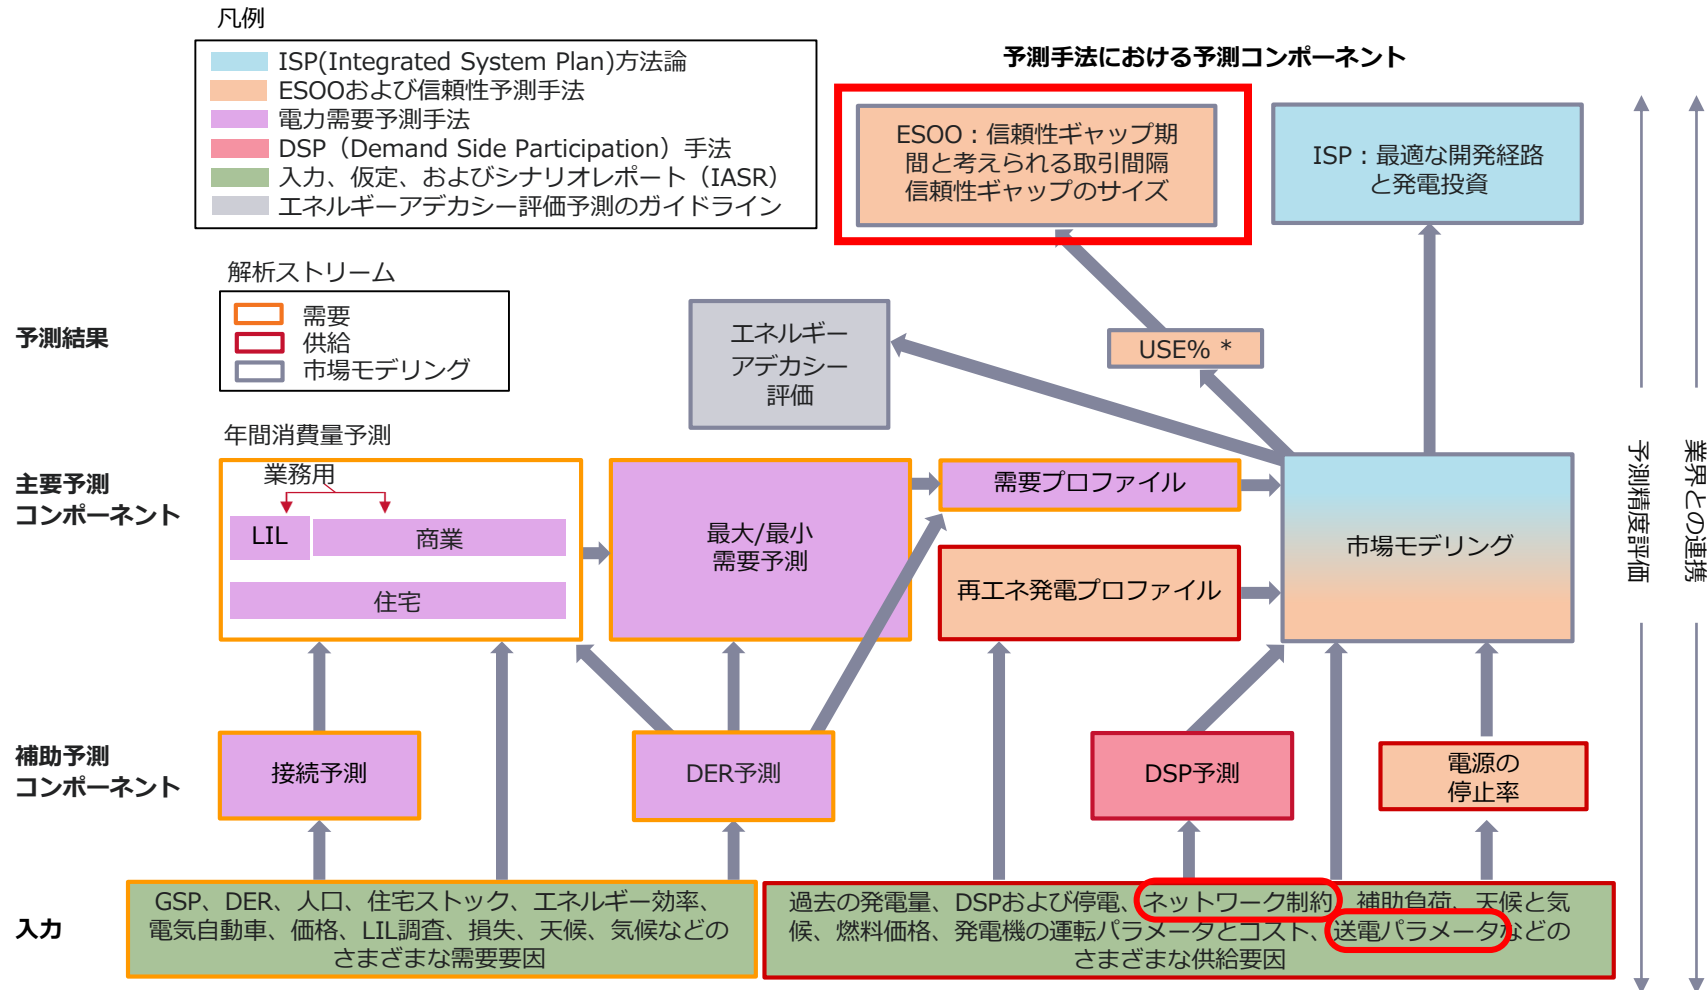 凡例
ISP(Integrated System Plan)方法論
ESOOおよび信頼性予測手法
電力需要予測手法
DSP（Demand Side Participation）手法
入力、仮定、およびシナリオレポート（IASR）
エネルギーアデカシー評価予測のガイドライン
予測手法における予測コンポーネント
ESOO：信頼性ギャップ期
間と考えられる取引間隔
信頼性ギャップのサイズ
ISP：最適な開発経路
と発電投資
解析ストリーム
需要
供給
市場モデリング
予測結果
エネルギー
アデカシー
評価
USE% *
年間消費量予測
主要予測
コンポーネント
業務用
LIL
商業
住宅
最大/最小
需要予測
需要プロファイル
再エネ発電プロファイル
市場モデリング
予測精度評価
業界との連携
補助予測
コンポーネント
接続予測
DER予測
DSP予測
電源の
停止率
入力
GSP、DER、人口、住宅ストック、エネルギー効率、
電気自動車、価格、LIL調査、損失、天候、気候などの
さまざまな需要要因
過去の発電量、DSPおよび停電、ネットワーク制約、補助負荷、天候と気
候、燃料価格、発電機の運転パラメータとコスト、送電パラメータなどの
さまざまな供給要因